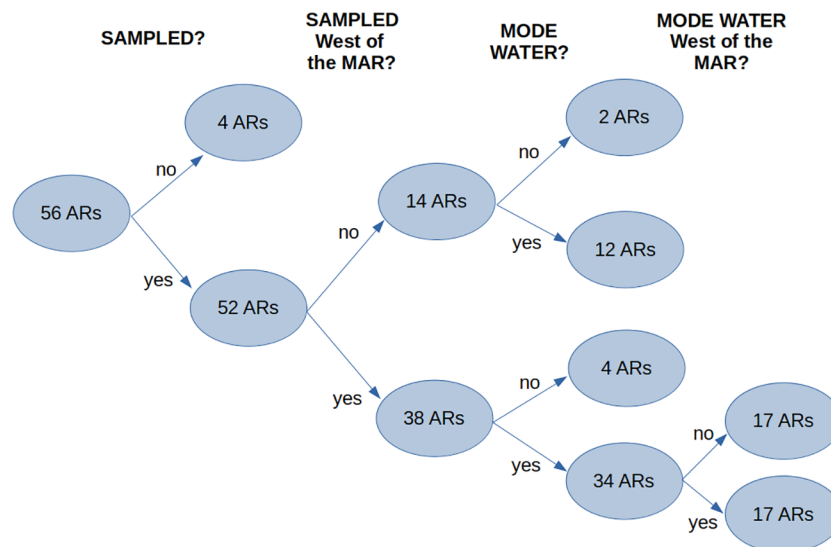 SAMPLED?
SAMPLED
West of
the MAR?
MODE
WATER?
MODE WATER
West of the
MAR?
4 ARs
2 ARs
no
no
56 ARs
14 ARs
no
yes
12 ARs
yes
52 ARs
4 ARs
no
yes
38 ARs
17 ARs
no
yes
34 ARs
17 ARs
yes